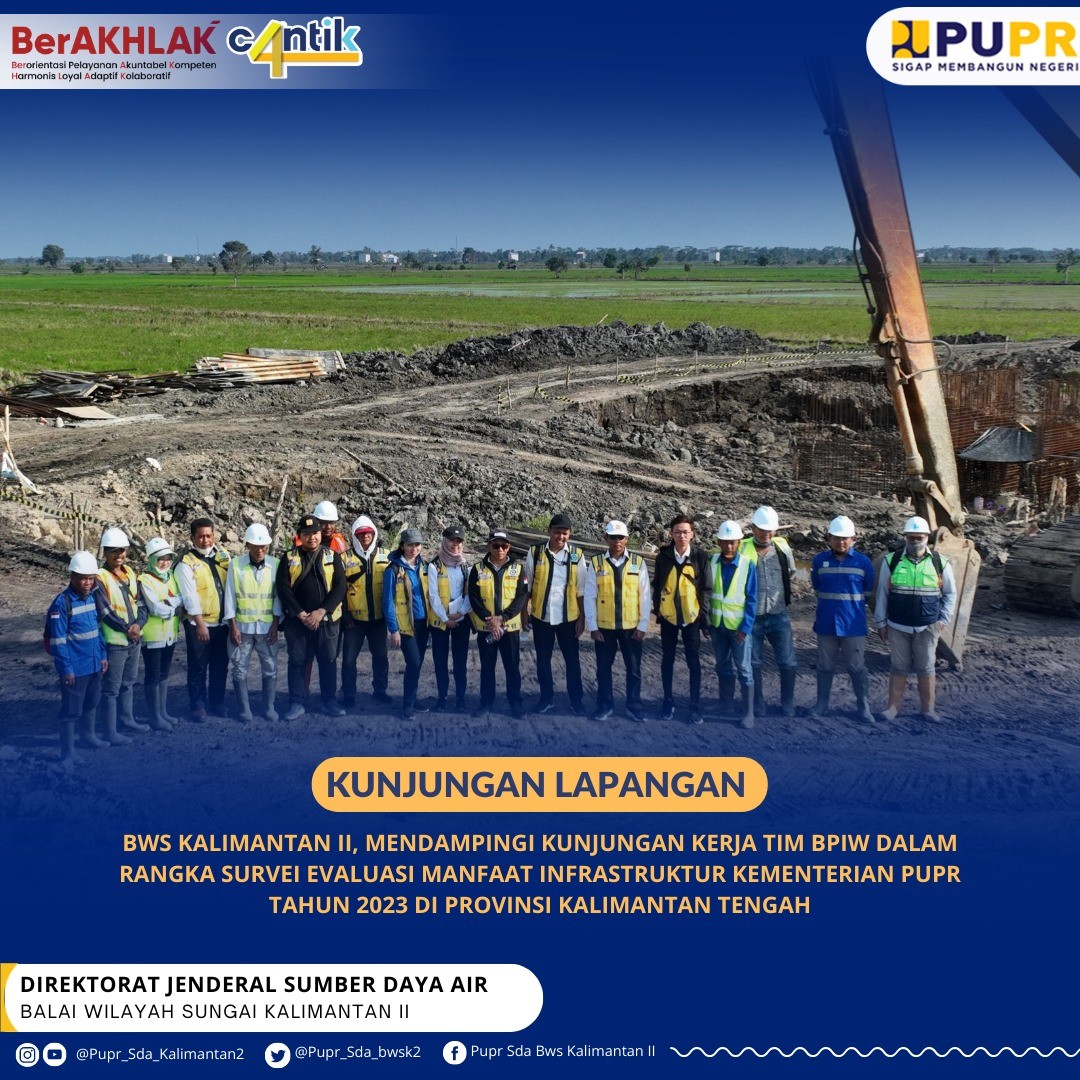 BerAKHLAK
Berorientasi Pelayanan Akuntabel Kompeten
Harmonis Loyal Adaptif Kolaboratif
c4ntik
PUPR
SIGAP MEMBANGUN NEGERI
KUNJUNGAN LAPANGAN
BWS KALIMANTAN II, MENDAMPINGI KUNJUNGAN KERJA TIM BPIW DALAM
RANGKA SURVEI EVALUASI MANFAAT INFRASTRUKTUR KEMENTERIAN PUPR
TAHUN 2023 DI PROVINSI KALIMANTAN TENGAH
DIREKTORAT JENDERAL SUMBER DAYA AIR
BALAI WILAYAH SUNGAI KALIMANTAN II
@Pupr_Sda_Kalimantan2 @Pupr_Sda_bwsk2 Pupr Sda Bws Kalimantan II